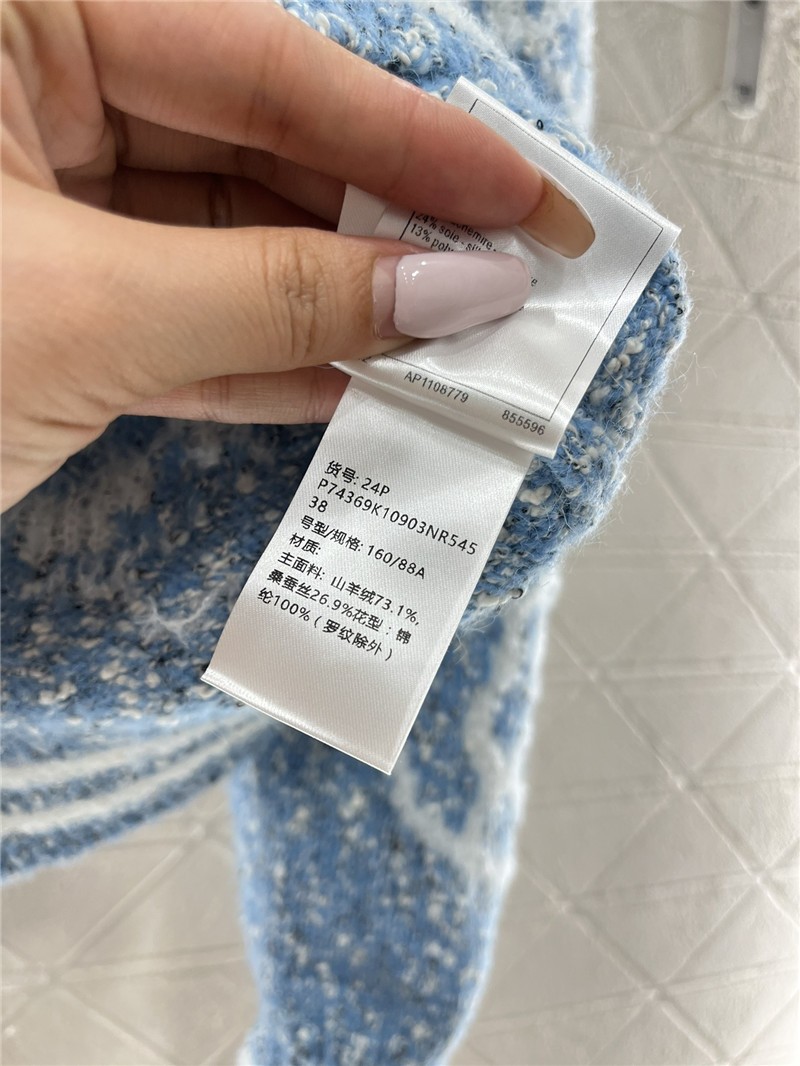 24% soie - 
13% 
AP1108779
855596
货号: 24P
P74369K10903NR545
38
号型/规格: 160/88A
材质:
主面料: 山羊绒73.1%,
桑蚕丝26.9%花型：锦
纶100%（罗纹除外）